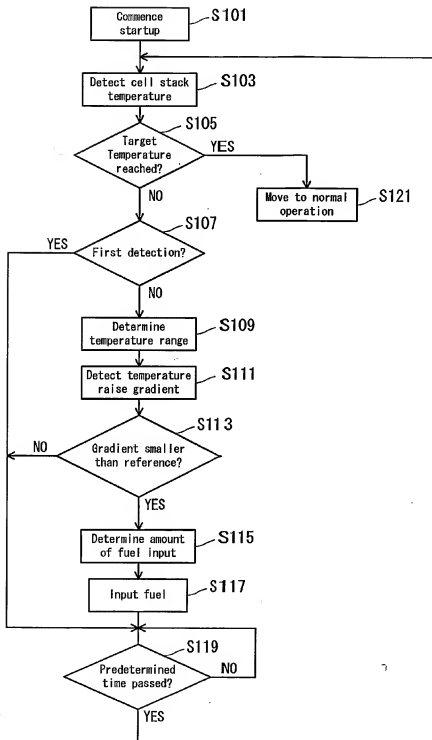 Commence
startup
S101
Detect cell stack
temperature
S103
S105
Target
Temperature
reached?
YES
NO
Move to normal
operation
S121
S107
YES
First detection?
NO
Determine
temperature range
S109
Detect temperature
raise gradient
S111
S113
NO
Gradient smaller
than reference?
YES
Determine amount
of fuel input
S115
Input fuel
S117
S119
Predetermined
time passed?
NO
YES